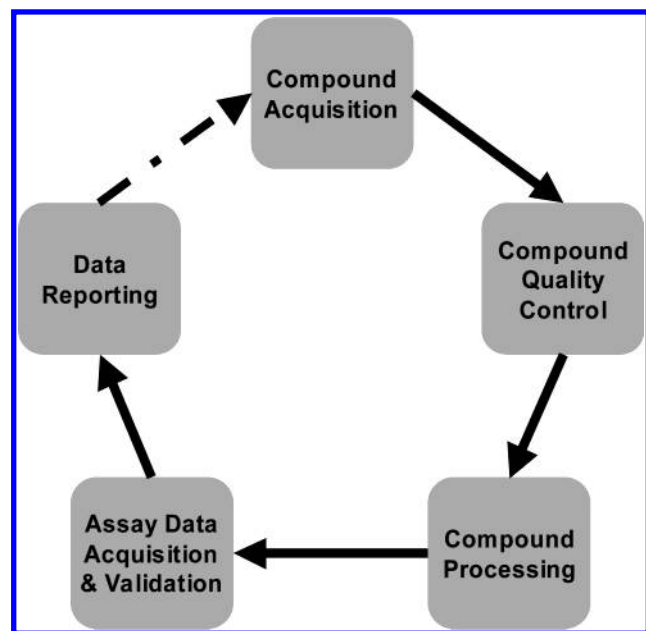 Compound
Acquisition
Compound
Quality
Control
Compound
Processing
Assay Data
Acquisition
& Validation
Data
Reporting